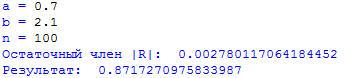 a = 0.7
b = 2.1
n = 100
Остаточный член |R|:  0.002780117064184452
Результат:  0.8717270975833987